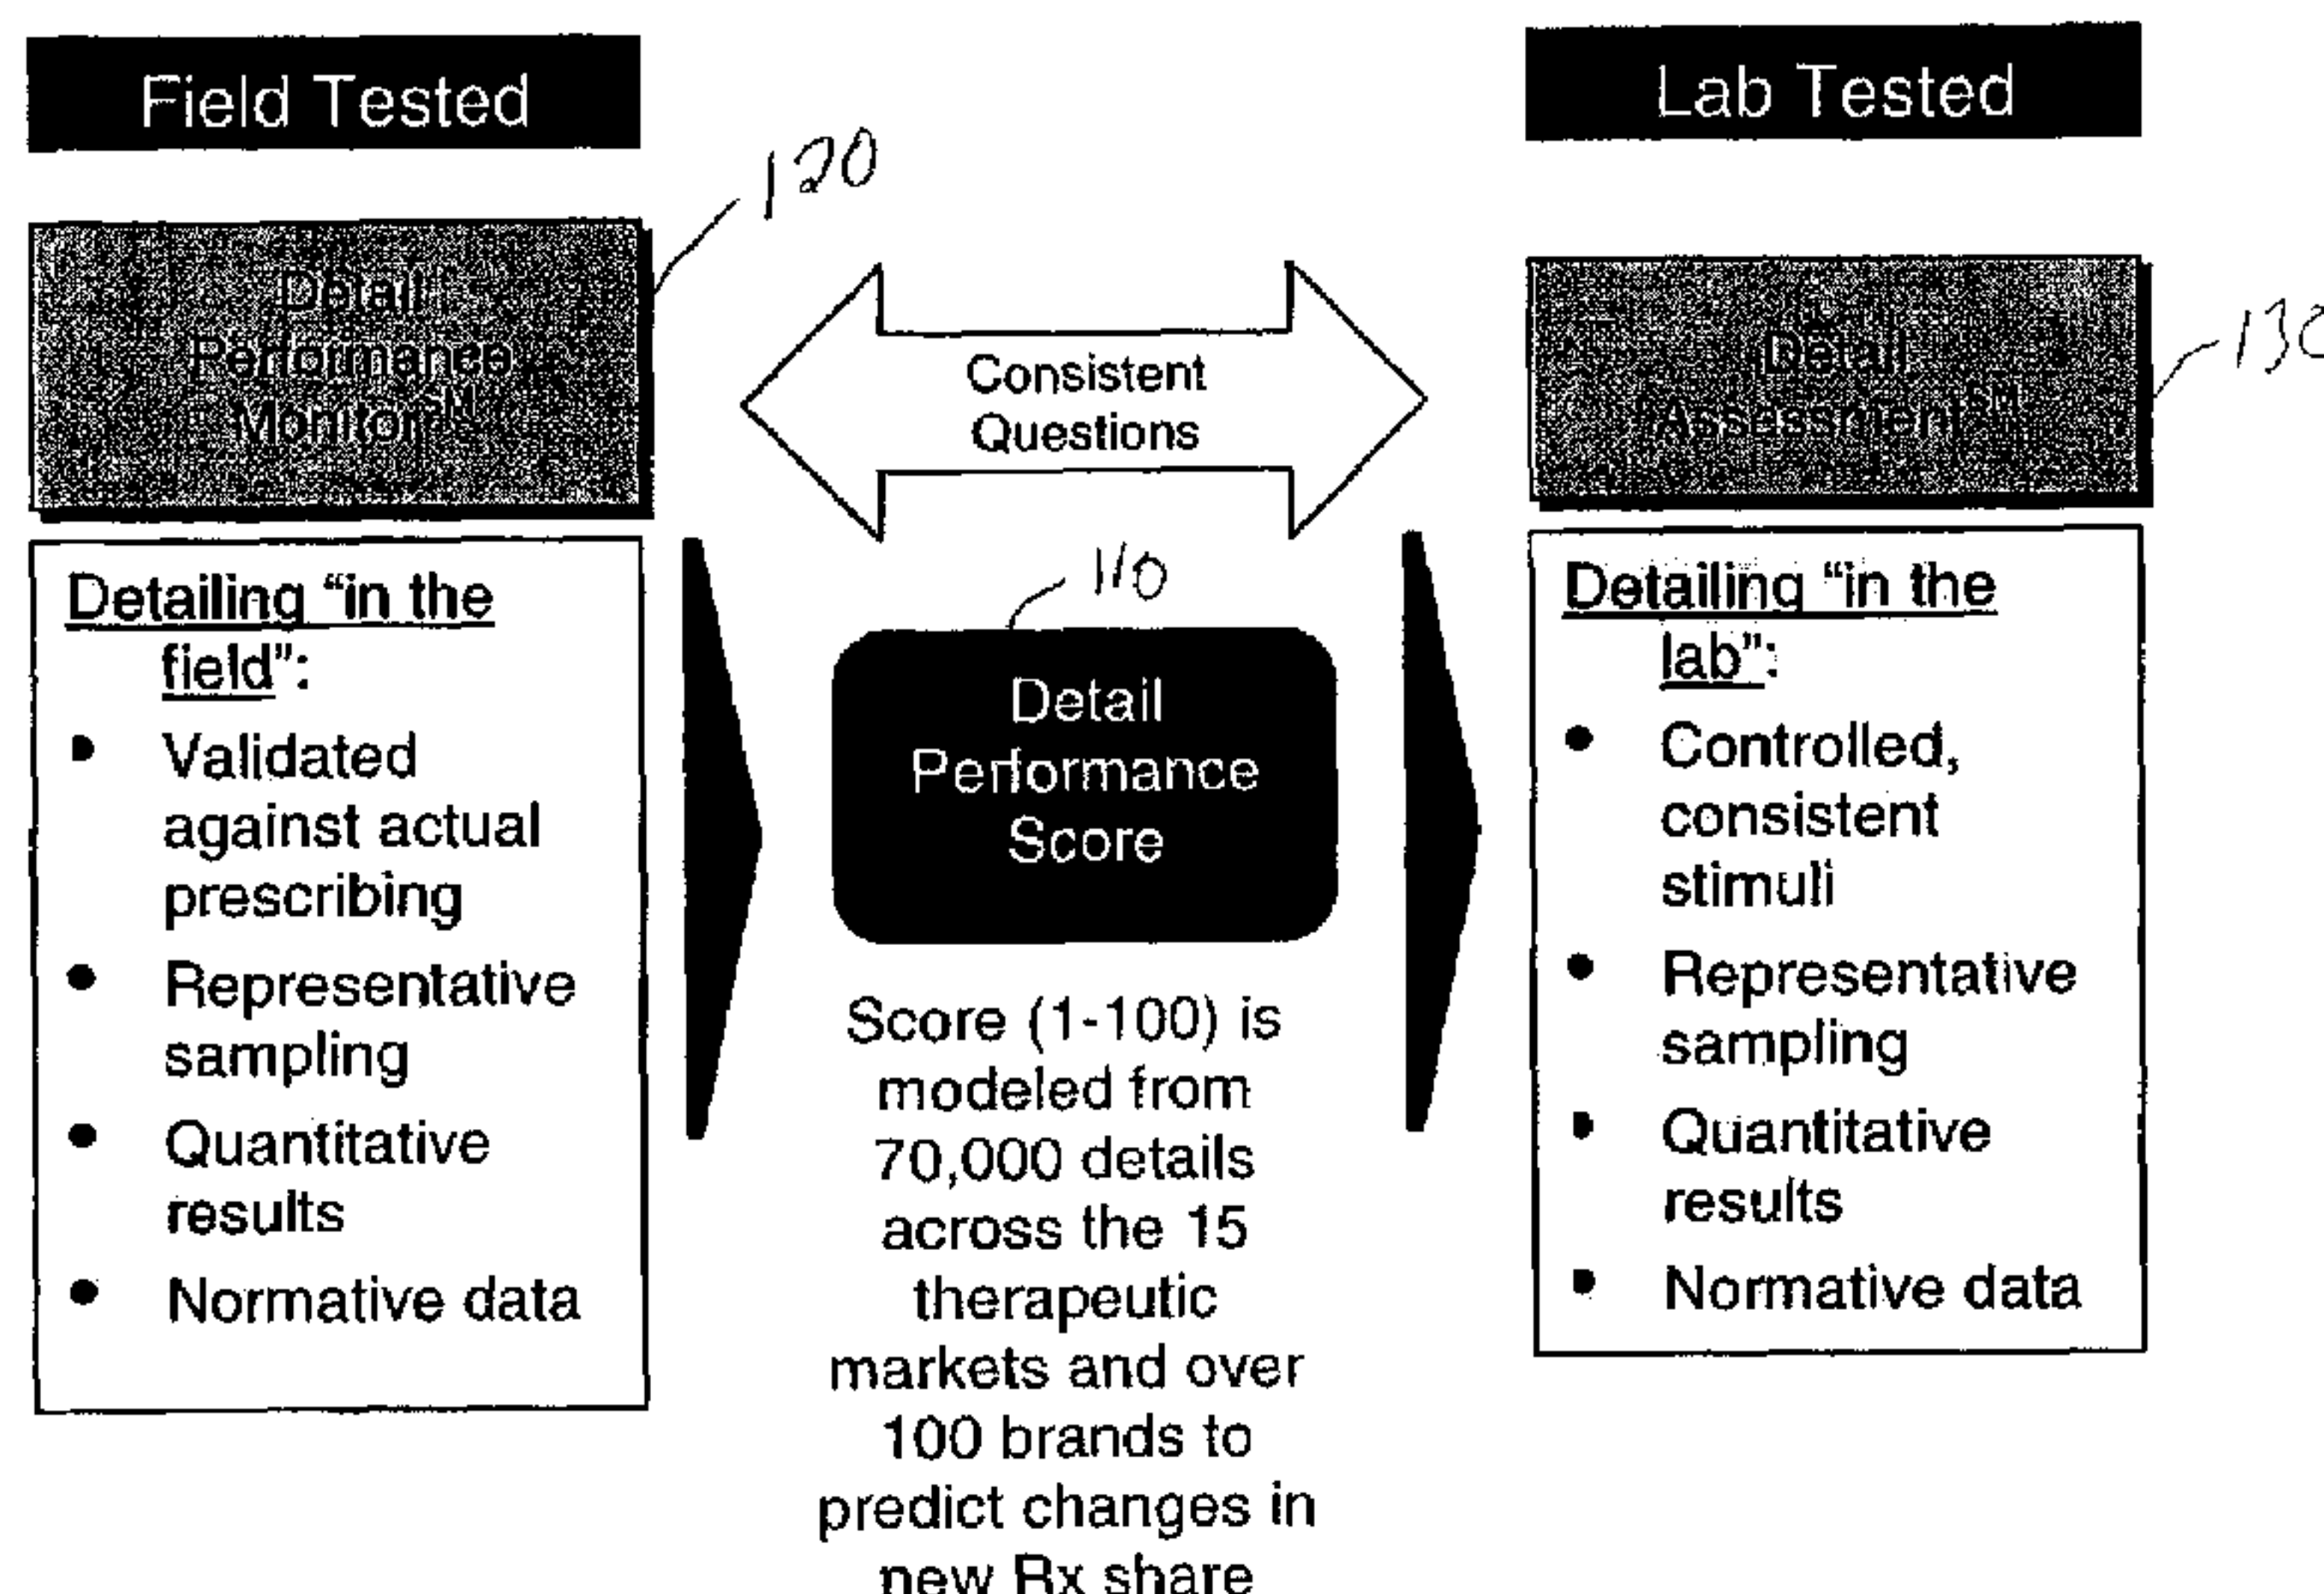 Field Tested
Lab Tested
120
Detail
Performance
Monitor℠
Consistent
Questions
Detail
Assessment℠
130
Detailing “in the
field”:
• Validated
against actual
prescribing
• Representative
sampling
• Quantitative
results
• Normative data
110
Detail
Performance
Score
Score (1-100) is
modeled from
70,000 details
across the 15
therapeutic
markets and over
100 brands to
predict changes in
new Rx share
Detailing “in the
lab”:
• Controlled,
consistent
stimuli
• Representative
sampling
• Quantitative
results
• Normative data